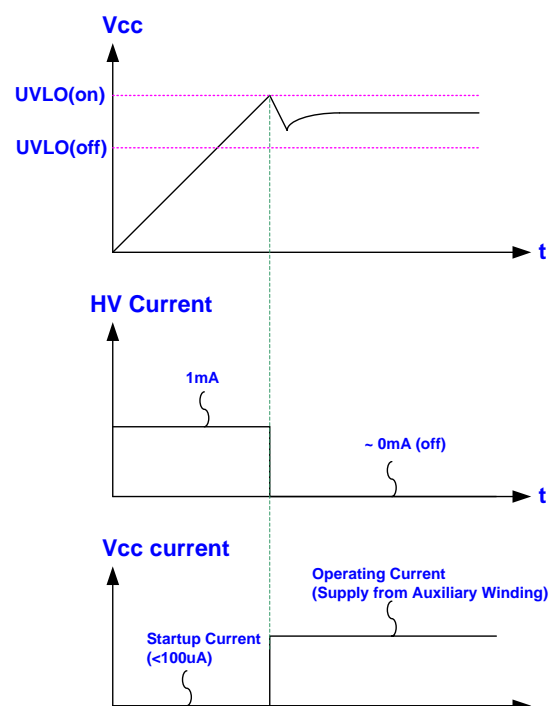 Vcc
UVLO(on)
UVLO(off)
t
HV Current
1mA
~ 0mA (off)
t
Vcc current
Operating Current
(Supply from Auxiliary Winding)
Startup Current
(<100uA)